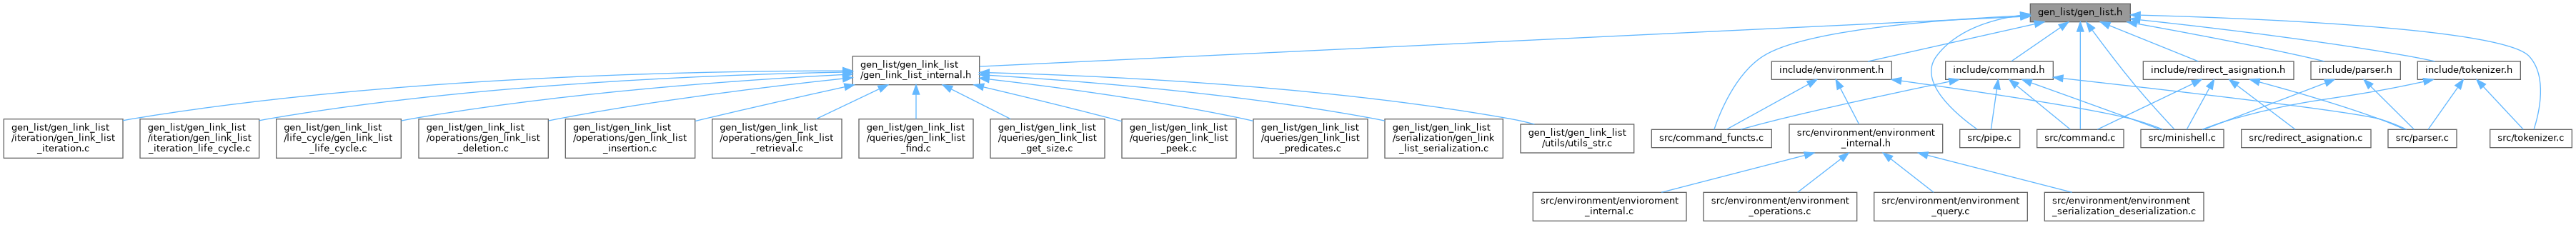 gen_list/gen_list.h
gen_list/gen_link_list
/gen_link_list_internal.h
include/environment.h
include/command.h
include/redirect_asignation.h
include/parser.h
include/tokenizer.h
gen_list/gen_link_list
/iteration/gen_link_list
_iteration.c
gen_list/gen_link_list
/iteration/gen_link_list
_iteration_life_cycle.c
gen_list/gen_link_list
/life_cycle/gen_link_list
_life_cycle.c
gen_list/gen_link_list
/operations/gen_link_list
_deletion.c
gen_list/gen_link_list
/operations/gen_link_list
_insertion.c
gen_list/gen_link_list
/operations/gen_link_list
_retrieval.c
gen_list/gen_link_list
/queries/gen_link_list
_find.c
gen_list/gen_link_list
/queries/gen_link_list
_get_size.c
gen_list/gen_link_list
/queries/gen_link_list
_peek.c
gen_list/gen_link_list
/queries/gen_link_list
_predicates.c
gen_list/gen_link_list
/serialization/gen_link
_list_serialization.c
gen_list/gen_link_list
/utils/utils_str.c
src/command_functs.c
src/environment/environment
_internal.h
src/pipe.c
src/command.c
src/minishell.c
src/redirect_asignation.c
src/parser.c
src/tokenizer.c
src/environment/envioroment
_internal.c
src/environment/environment
_operations.c
src/environment/environment
_query.c
src/environment/environment
_serialization_deserialization.c